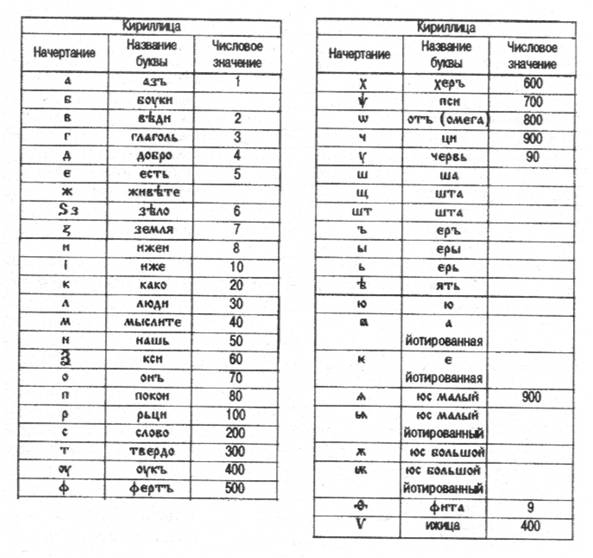 Кириллица
Начертание Название буквы Числовое значение
а азъ 1
б боуки
в вѣди 2
г глаголь 3
д добро 4
е есть 5
ж живѣте
Ѕ з зѣло 6
ξ земля 7
и ижеи 8
і иже 10
к како 20
л люди 30
м мыслите 40
н нашь 50
Ѯ кси 60
о онъ 70
п покои 80
р рьци 100
с слово 200
т твердо 300
ѹ оукъ 400
ф фертъ 500
Кириллица
Начертание Название буквы Числовое значение
χ херъ 600
ѱ пси 700
ѡ отъ (омега) 800
ч ци 900
ү червь 90
ш ша
щ шта
шт шта
ъ еръ
ы еры
ь ерь
ѣ ять
ю ю
ꙗ а йотированная
ѥ е йотированная
ѧ юс малый 900
ѩ юс малый йотированный
ѫ юс большой
ѭ юс большой йотированный
ѳ фита 9
ѵ ижица 400